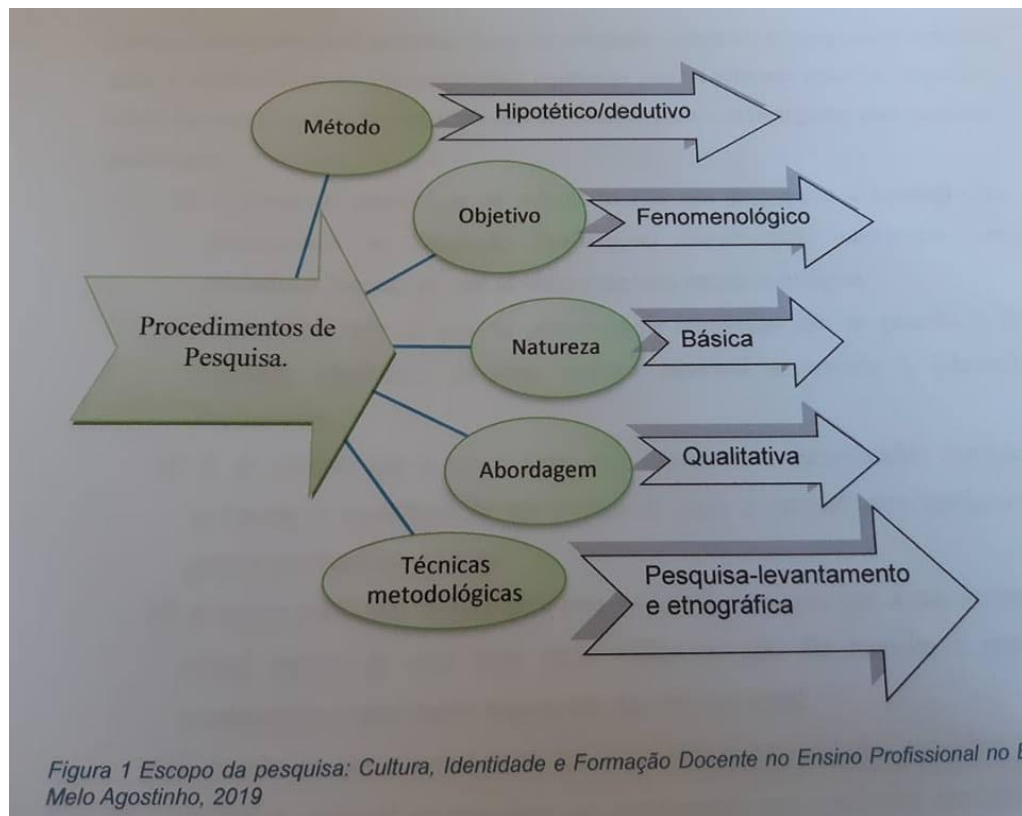 Método
Hipotético/dedutivo
Objetivo
Fenomenológico
Procedimentos de
Pesquisa.
Natureza
Básica
Abordagem
Qualitativa
Técnicas
metodológicas
Pesquisa-levantamento
e etnográfica
Figura 1 Escopo da pesquisa: Cultura, Identidade e Formação Docente no Ensino Profissional no
Melo Agostinho, 2019